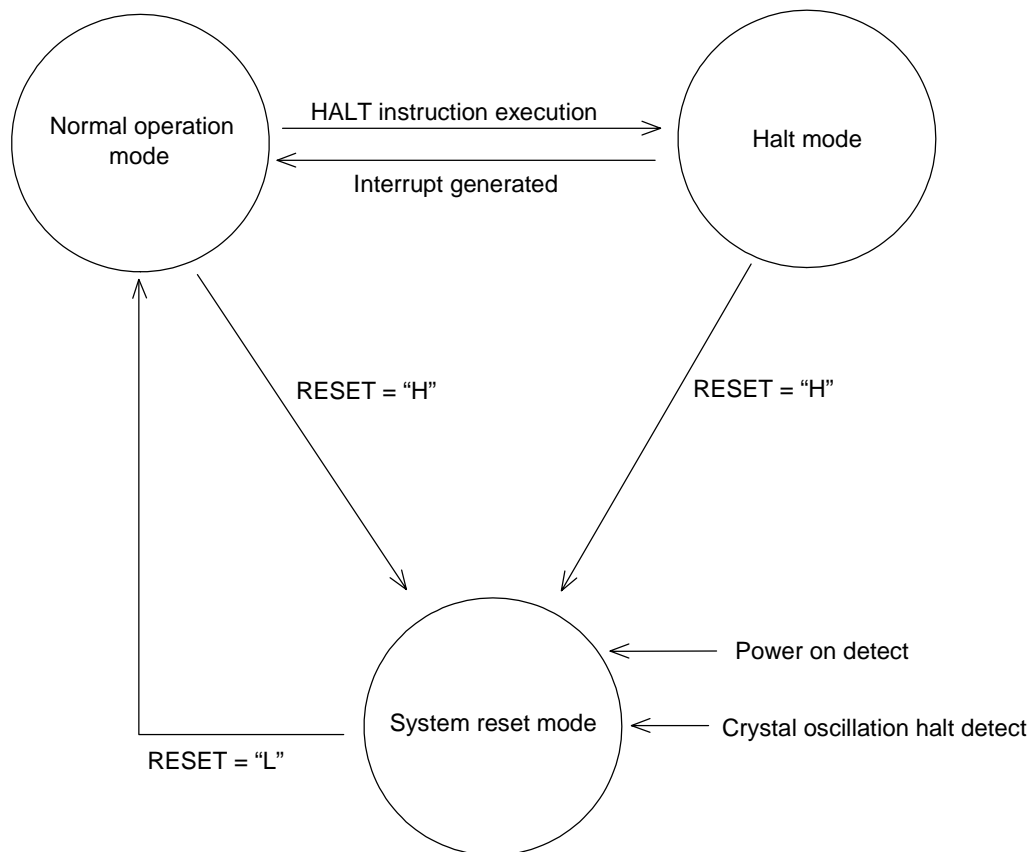 Normal operation
mode
HALT instruction execution
Interrupt generated
Halt mode
RESET = “H”
RESET = “H”
Power on detect
System reset mode
Crystal oscillation halt detect
RESET = “L”